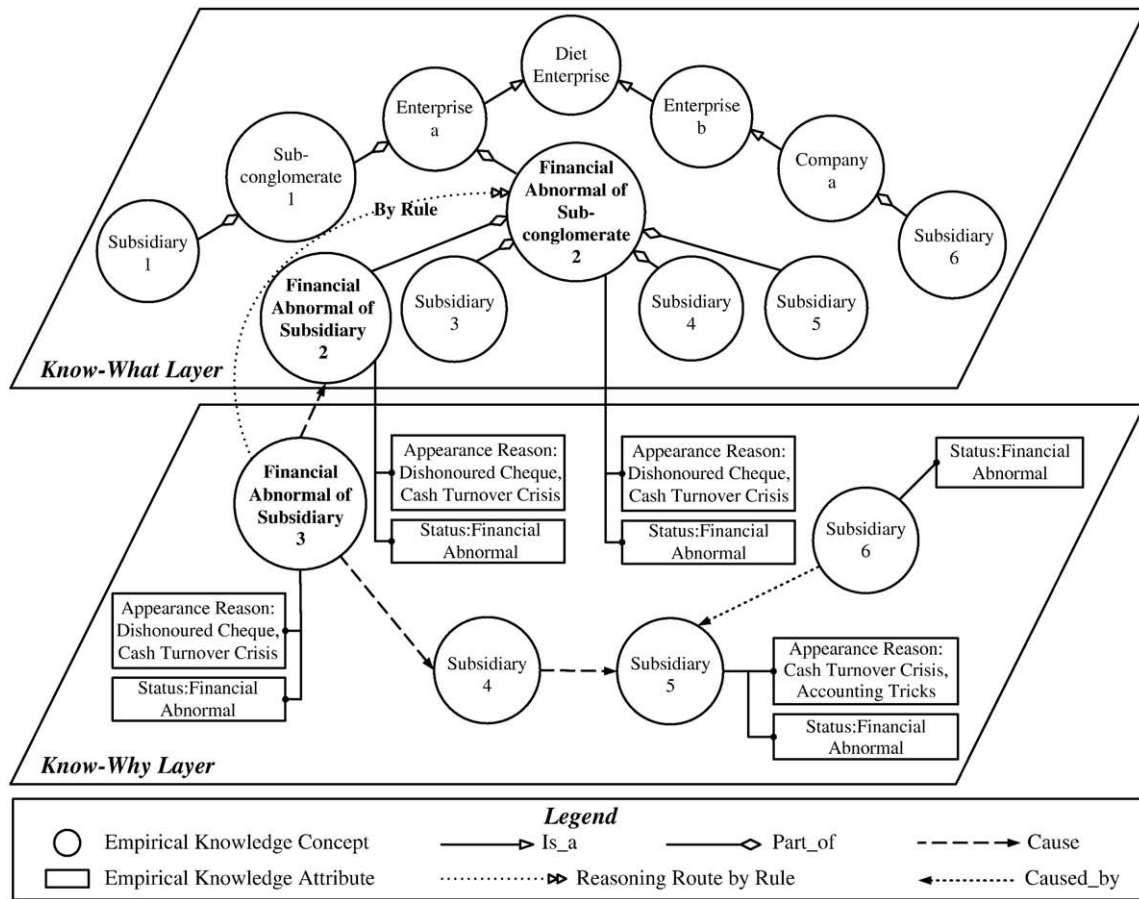 Diet
Enterprise
Enterprise
a
Enterprise
b
Sub-
conglomerate
1
Financial
Abnormal of
Sub-
conglomerate
2
Company
a
By Rule
Subsidiary
1
Subsidiary
6
Financial
Abnormal of
Subsidiary
2
Subsidiary
3
Subsidiary
4
Subsidiary
5
Know-What Layer
Financial
Abnormal of
Subsidiary
3
Appearance Reason:
Dishonoured Cheque,
Cash Turnover Crisis
Status:Financial
Abnormal
Appearance Reason:
Dishonoured Cheque,
Cash Turnover Crisis
Status:Financial
Abnormal
Status:Financial
Abnormal
Subsidiary
6
Appearance Reason:
Dishonoured Cheque,
Cash Turnover Crisis
Status:Financial
Abnormal
Subsidiary
4
Subsidiary
5
Appearance Reason:
Cash Turnover Crisis,
Accounting Tricks
Status:Financial
Abnormal
Know-Why Layer
Legend
Empirical Knowledge Concept
Is_a
Part_of
Cause
Empirical Knowledge Attribute
Reasoning Route by Rule
Caused_by